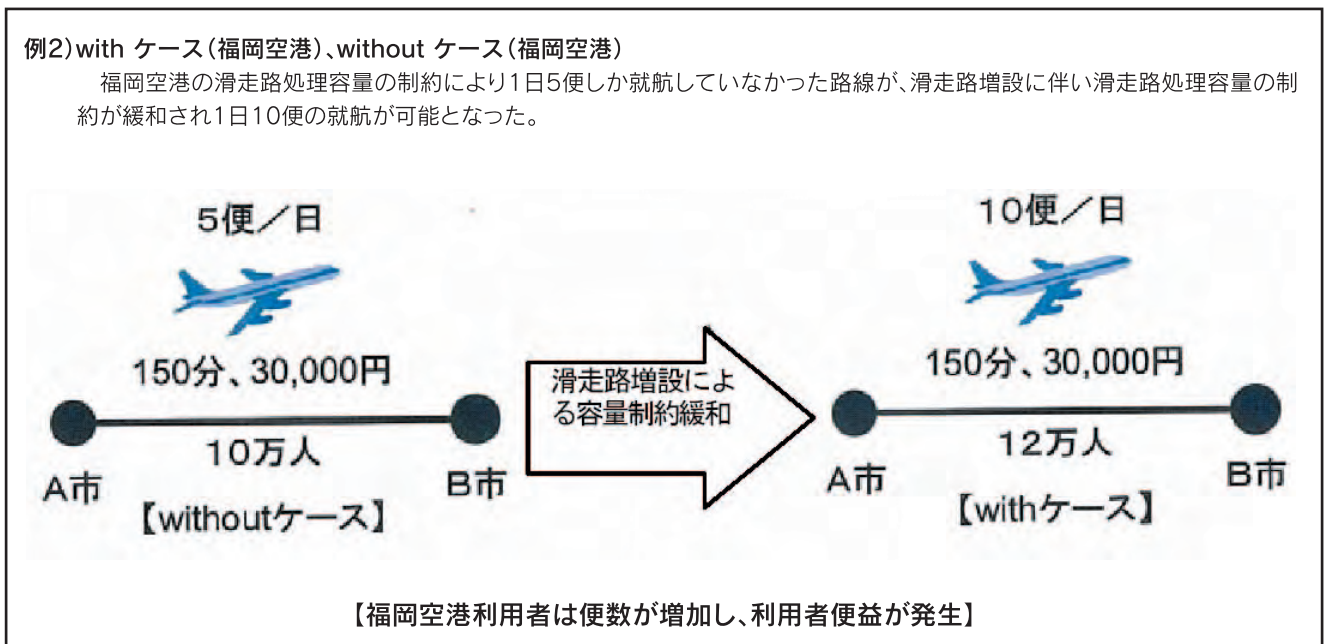 例2)with ケース(福岡空港)、without ケース(福岡空港)
福岡空港の滑走路処理容量の制約により1日5便しか就航していなかった路線が、滑走路増設に伴い滑走路処理容量の制
約が緩和され1日10便の就航が可能となった。
5便/日
150分、30,000円
10万人
A市
B市
【withoutケース】
滑走路増設によ
る容量制約緩和
10便/日
150分、30,000円
12万人
A市
B市
【withケース】
【福岡空港利用者は便数が増加し、利用者便益が発生】